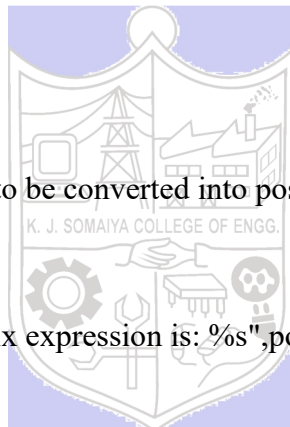 to be converted into pos
K. J. SOMAIYA COLLEGE OF ENGG.
x expression is: %s",po